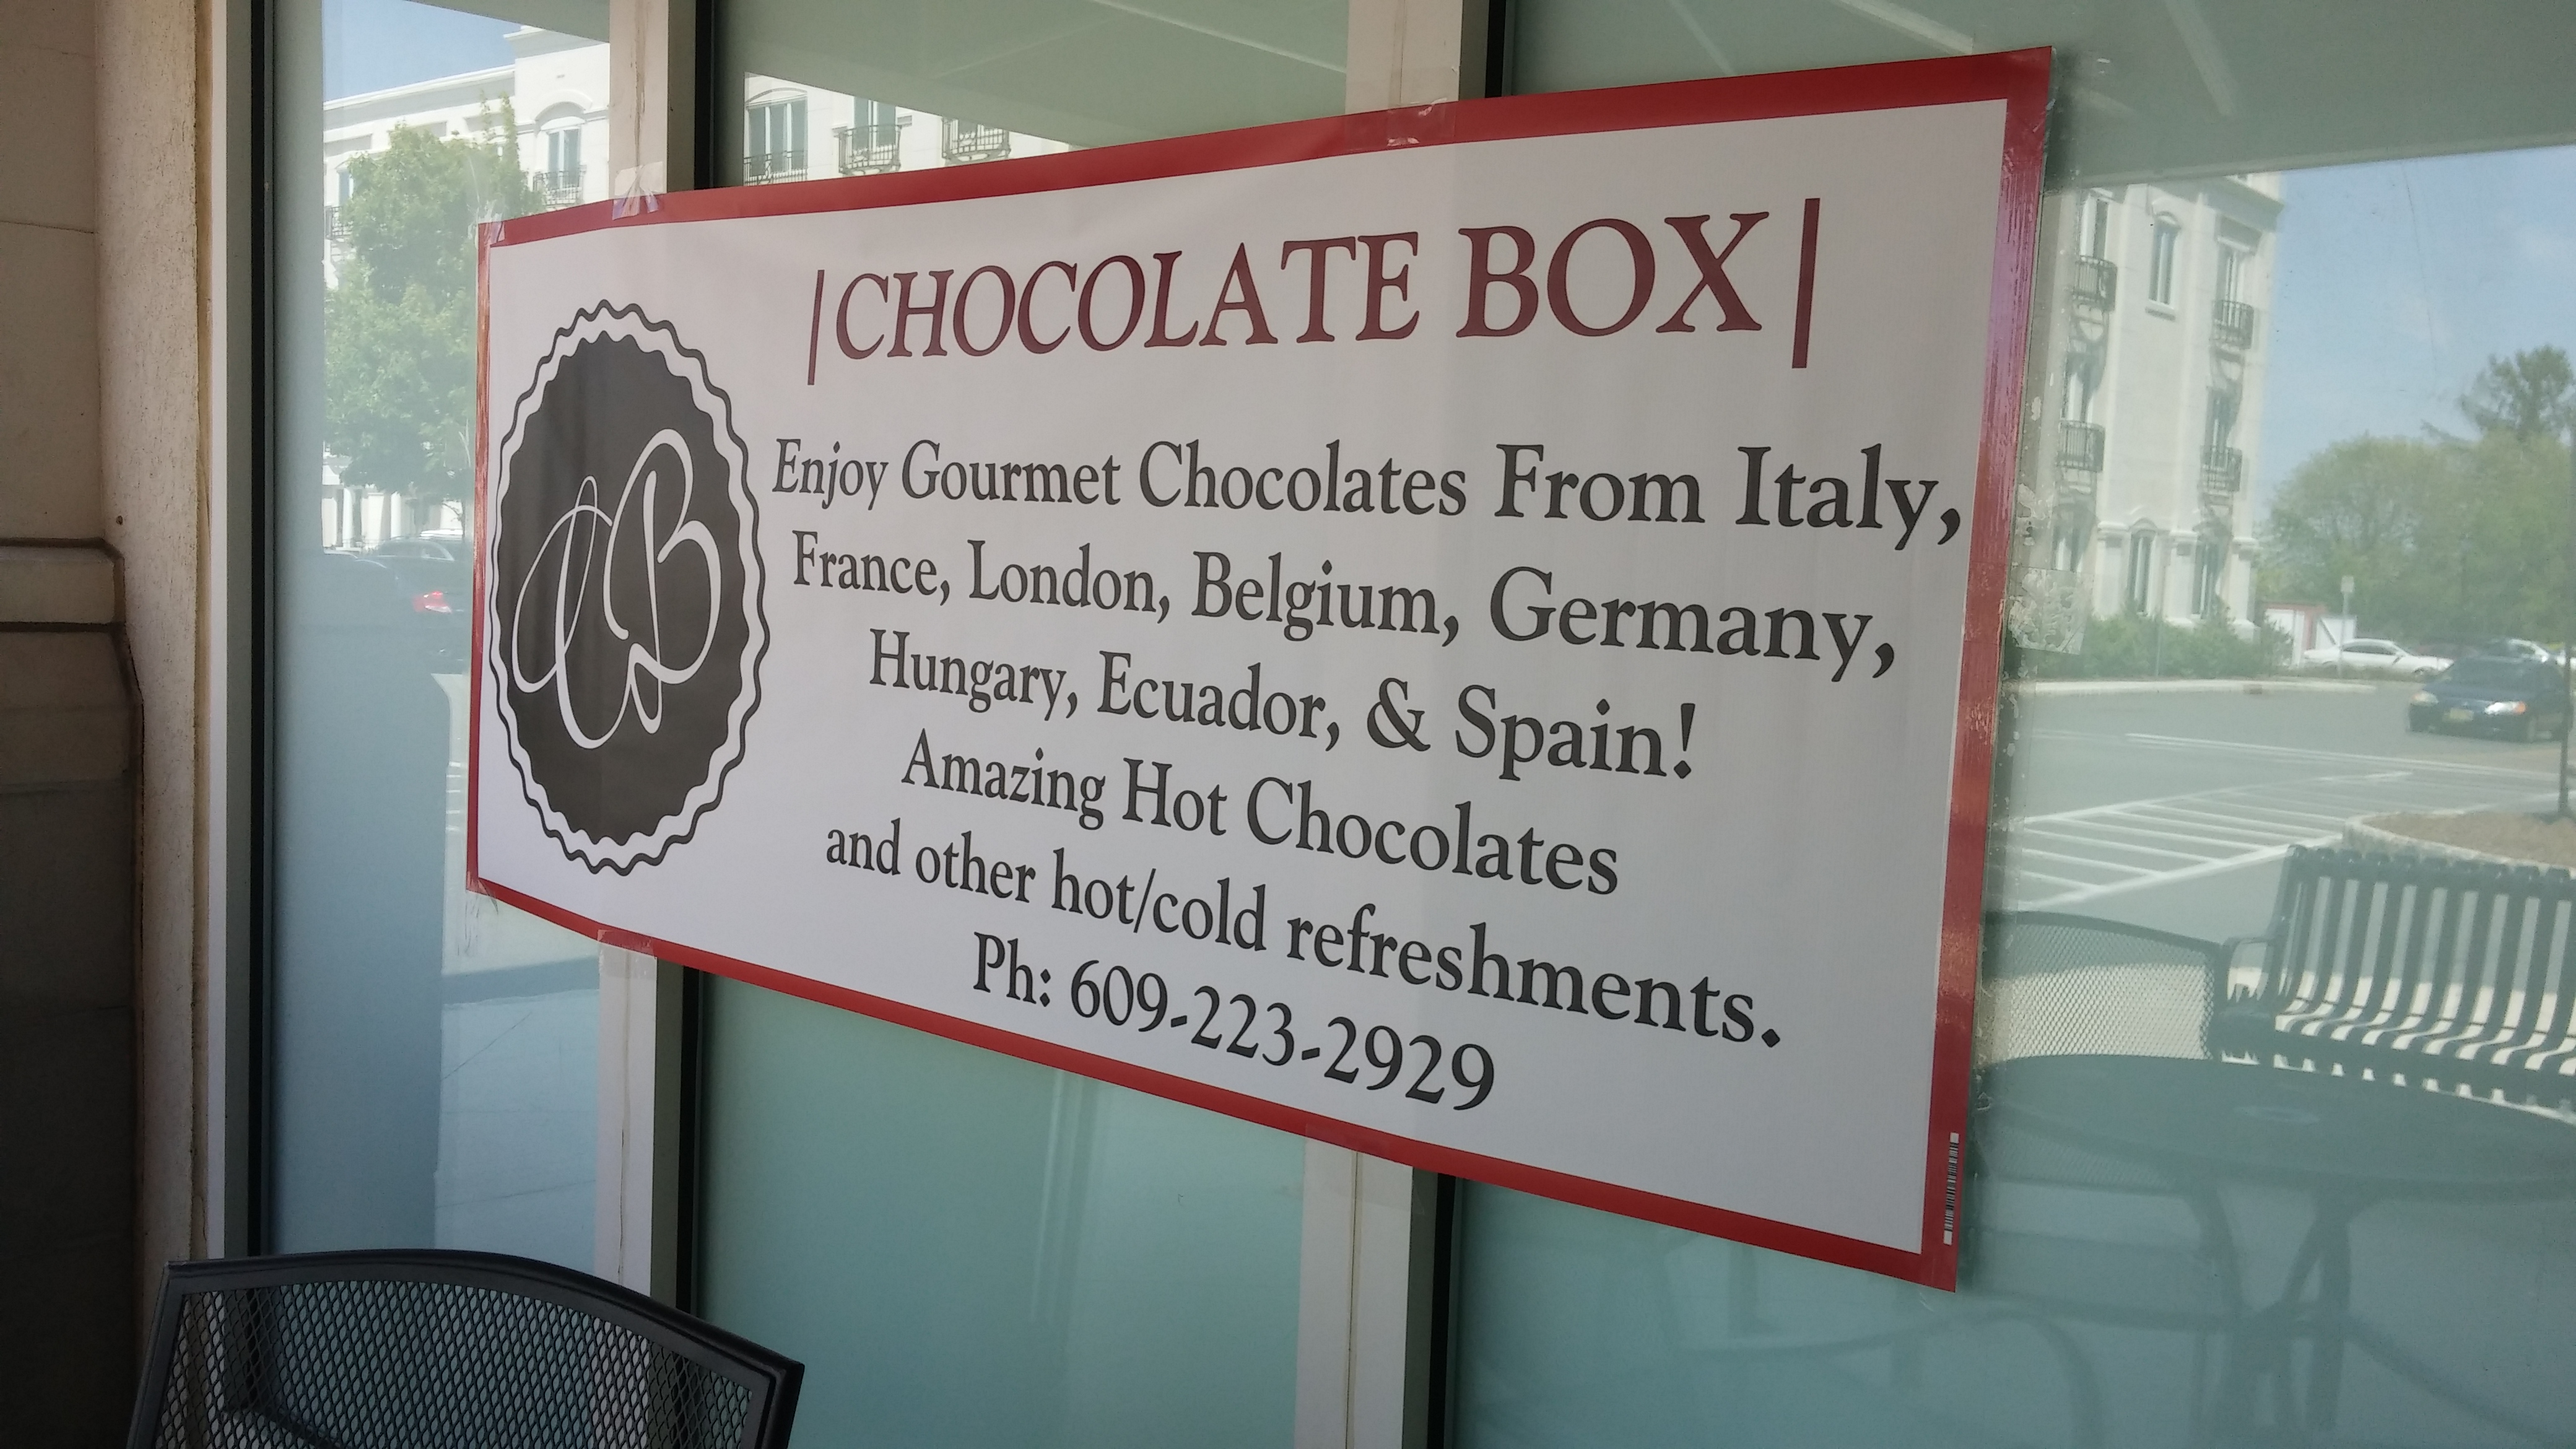 |CHOCOLATE BOX|
CB
Enjoy Gourmet Chocolates From Italy,
France, London, Belgium, Germany,
Hungary, Ecuador, & Spain!
Amazing Hot Chocolates
and other hot/cold refreshments.
Ph: 609-223-2929